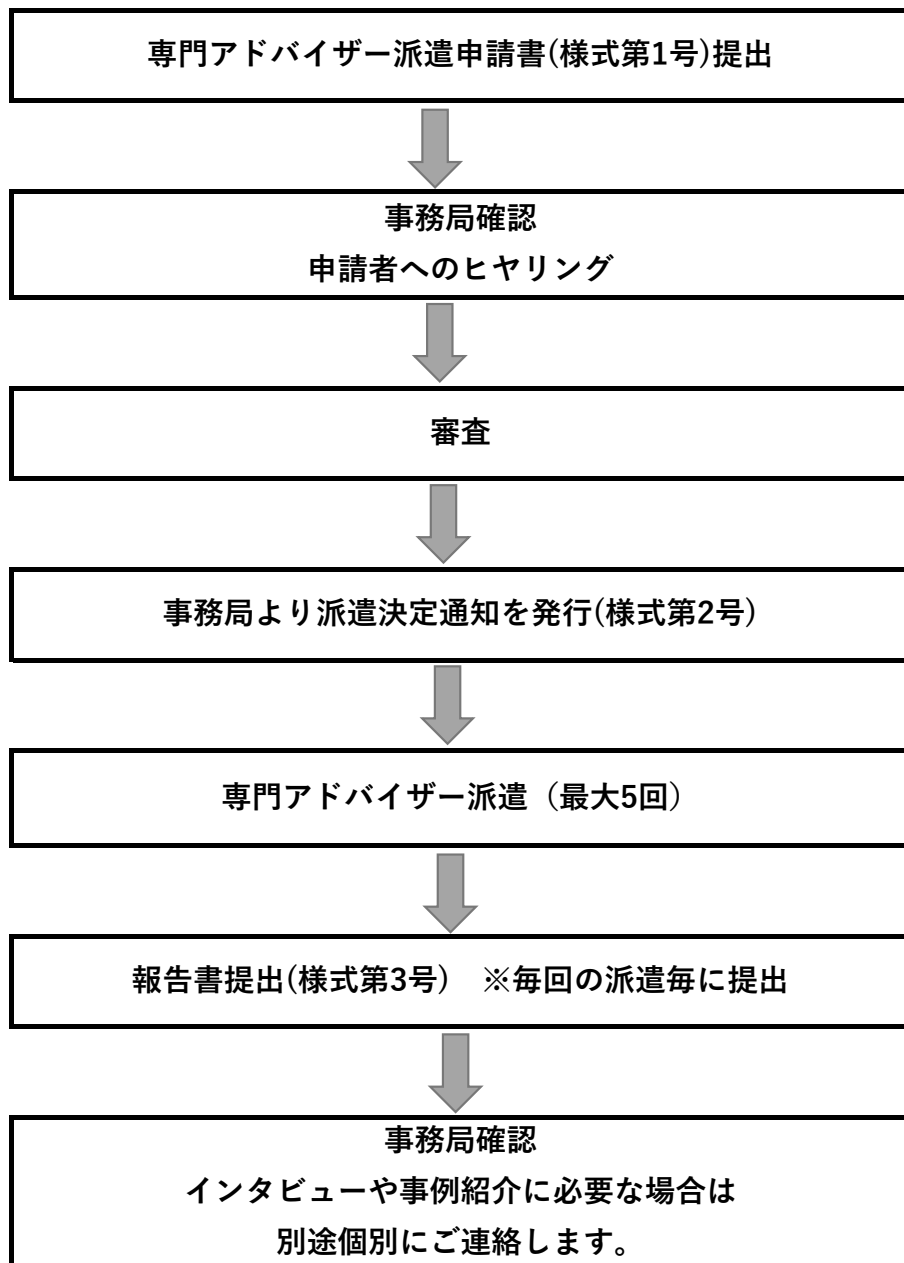 専門アドバイザー派遣申請書(様式第1号)提出
事務局確認
申請者へのヒヤリング
審査
事務局より派遣決定通知を発行(様式第2号)
専門アドバイザー派遣（最大5回）
報告書提出(様式第3号)　※毎回の派遣毎に提出
事務局確認
インタビューや事例紹介に必要な場合は
別途個別にご連絡します。